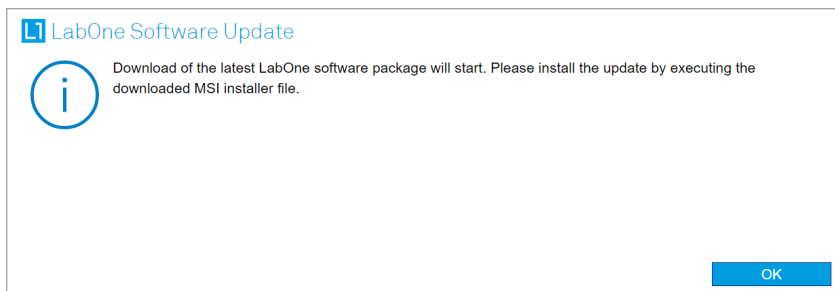 L1 LabOne Software Update
Download of the latest LabOne software package will start. Please install the update by executing the
downloaded MSI installer file.
OK